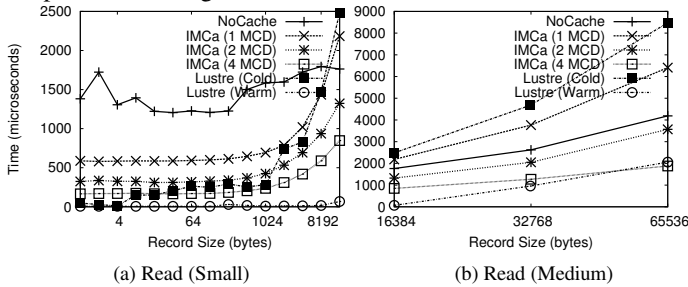 2500
2000
1500
1000
500
0
Time (microseconds)
NoCache
IMCa (1 MCD)
IMCa (2 MCD)
IMCa (4 MCD)
Lustre (Cold)
Lustre (Warm)
4 64 1024 8192
Record Size (bytes)
(a) Read (Small)
9000
8000
7000
6000
5000
4000
3000
2000
1000
0
NoCache
IMCa (1 MCD)
IMCa (2 MCD)
IMCa (4 MCD)
Lustre (Cold)
Lustre (Warm)
16384 32768 65536
Record Size (bytes)
(b) Read (Medium)